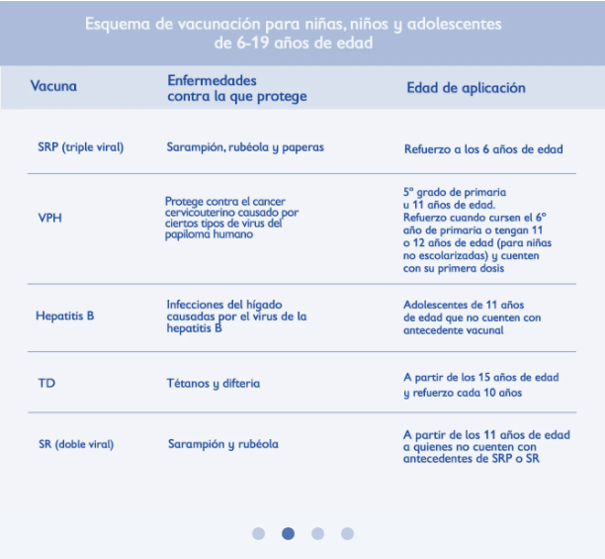 Esquema de vacunación para niñas, niños y adolescentes
de 6-19 años de edad
Vacuna
Enfermedades
contra la que protege
Edad de aplicación
SRP (triple viral)
Sarampión, rubéola y paperas
Refuerzo a los 6 años de edad
VPH
Protege contra el cancer
cervicouterino causado por
ciertos tipos de virus del
papiloma humano
5º grado de primaria
u 11 años de edad.
Refuerzo cuando cursen el 6º
año de primaria o tengan 11
o 12 años de edad (para niñas
no escolarizadas) y cuenten
con su primera dosis
Hepatitis B
Infecciones del hígado
causadas por el virus de la
hepatitis B
Adolescentes de 11 años
de edad que no cuenten con
antecedente vacunal
TD
Tétanos y difteria
A partir de los 15 años de edad
y refuerzo cada 10 años
SR (doble viral)
Sarampión y rubéola
A partir de los 11 años de edad
a quienes no cuenten con
antecedentes de SRP o SR